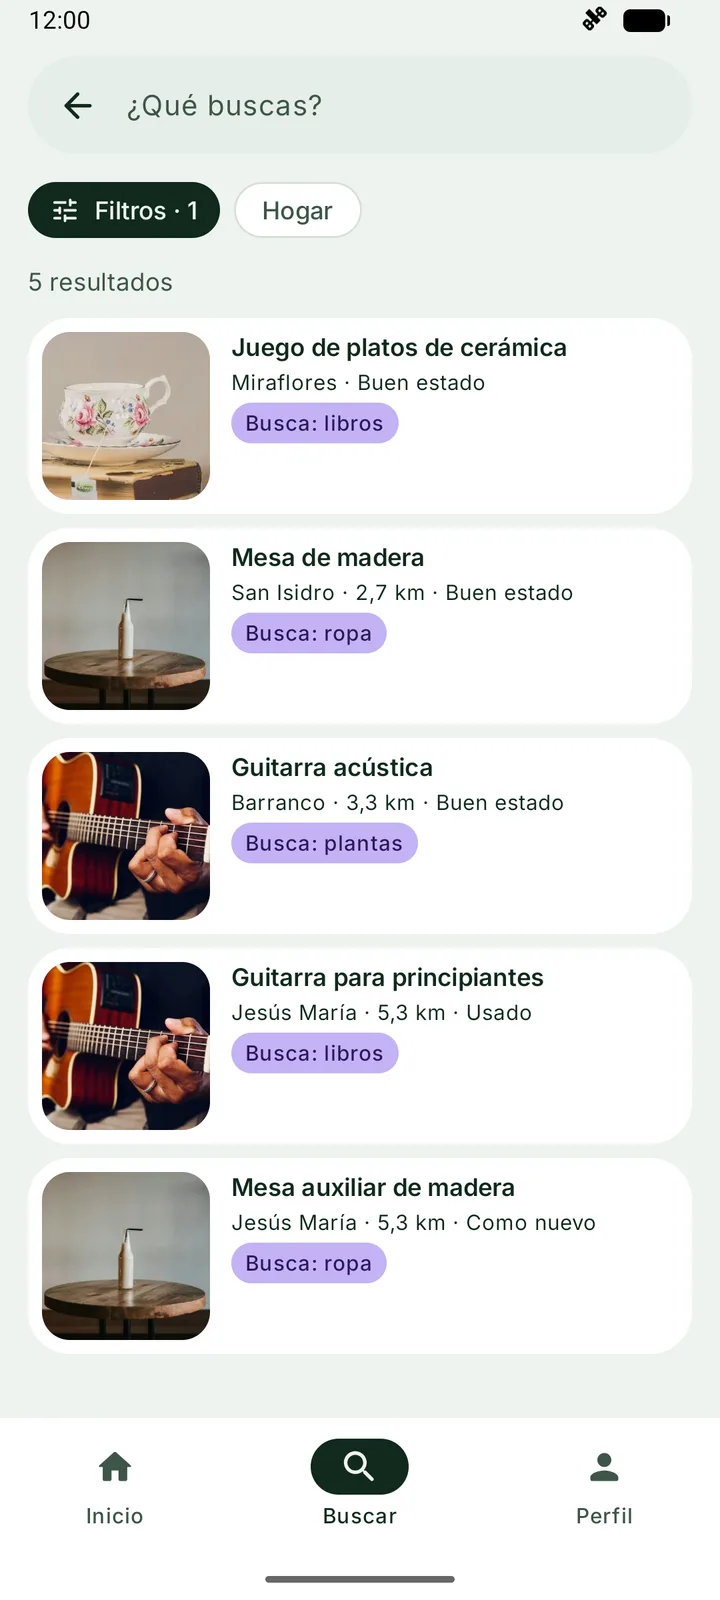 12:00
¿Qué buscas?
Filtros · 1
Hogar
5 resultados
Juego de platos de cerámica
Miraflores · Buen estado
Busca: libros
Mesa de madera
San Isidro · 2,7 km · Buen estado
Busca: ropa
Guitarra acústica
Barranco · 3,3 km · Buen estado
Busca: plantas
Guitarra para principiantes
Jesús María · 5,3 km · Usado
Busca: libros
Mesa auxiliar de madera
Jesús María · 5,3 km · Como nuevo
Busca: ropa
Inicio
Buscar
Perfil